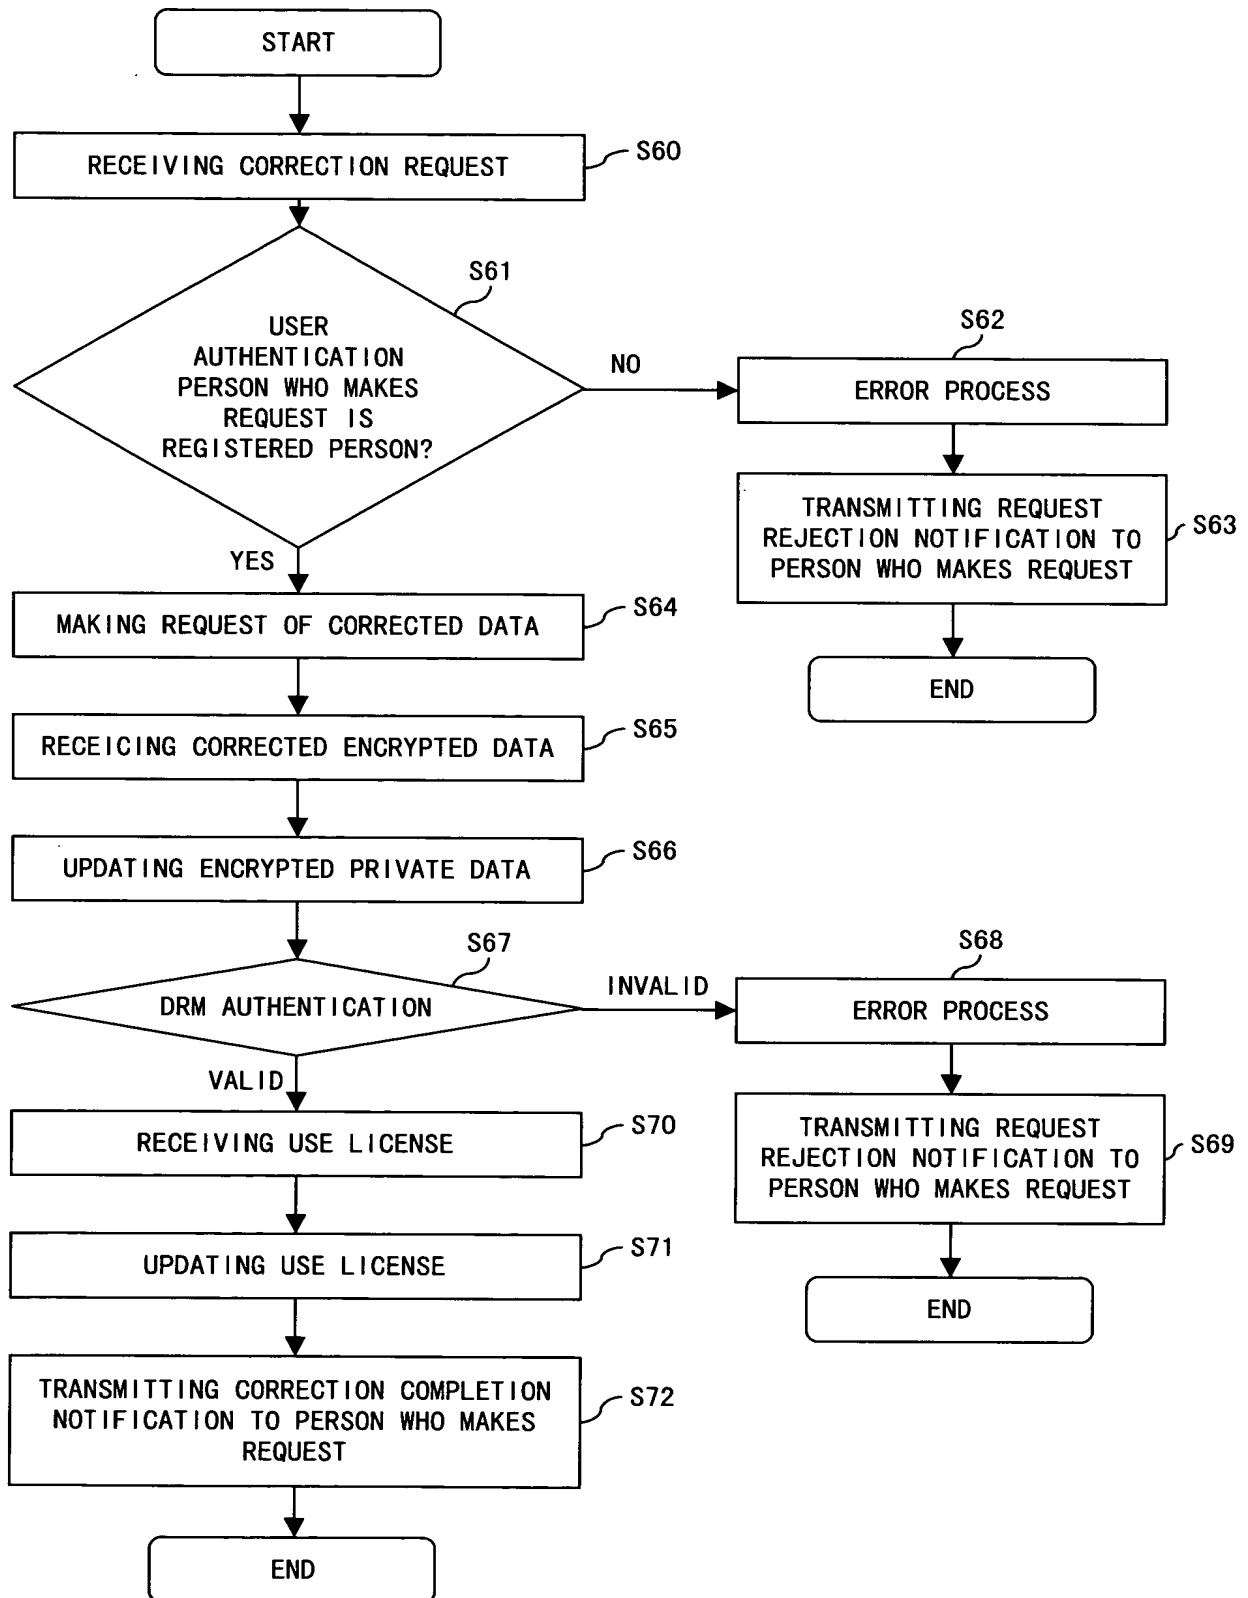 START
RECEIVING CORRECTION REQUEST
S60
S61
USER
AUTHENTICATION
PERSON WHO MAKES
REQUEST IS
REGISTERED PERSON?
NO
S62
ERROR PROCESS
TRANSMITTING REQUEST
REJECTION NOTIFICATION TO
PERSON WHO MAKES REQUEST
S63
END
YES
MAKING REQUEST OF CORRECTED DATA
S64
RECEICING CORRECTED ENCRYPTED DATA
S65
UPDATING ENCRYPTED PRIVATE DATA
S66
S67
DRM AUTHENTICATION
INVALID
S68
ERROR PROCESS
TRANSMITTING REQUEST
REJECTION NOTIFICATION TO
PERSON WHO MAKES REQUEST
S69
END
VALID
RECEIVING USE LICENSE
S70
UPDATING USE LICENSE
S71
TRANSMITTING CORRECTION COMPLETION
NOTIFICATION TO PERSON WHO MAKES
REQUEST
S72
END